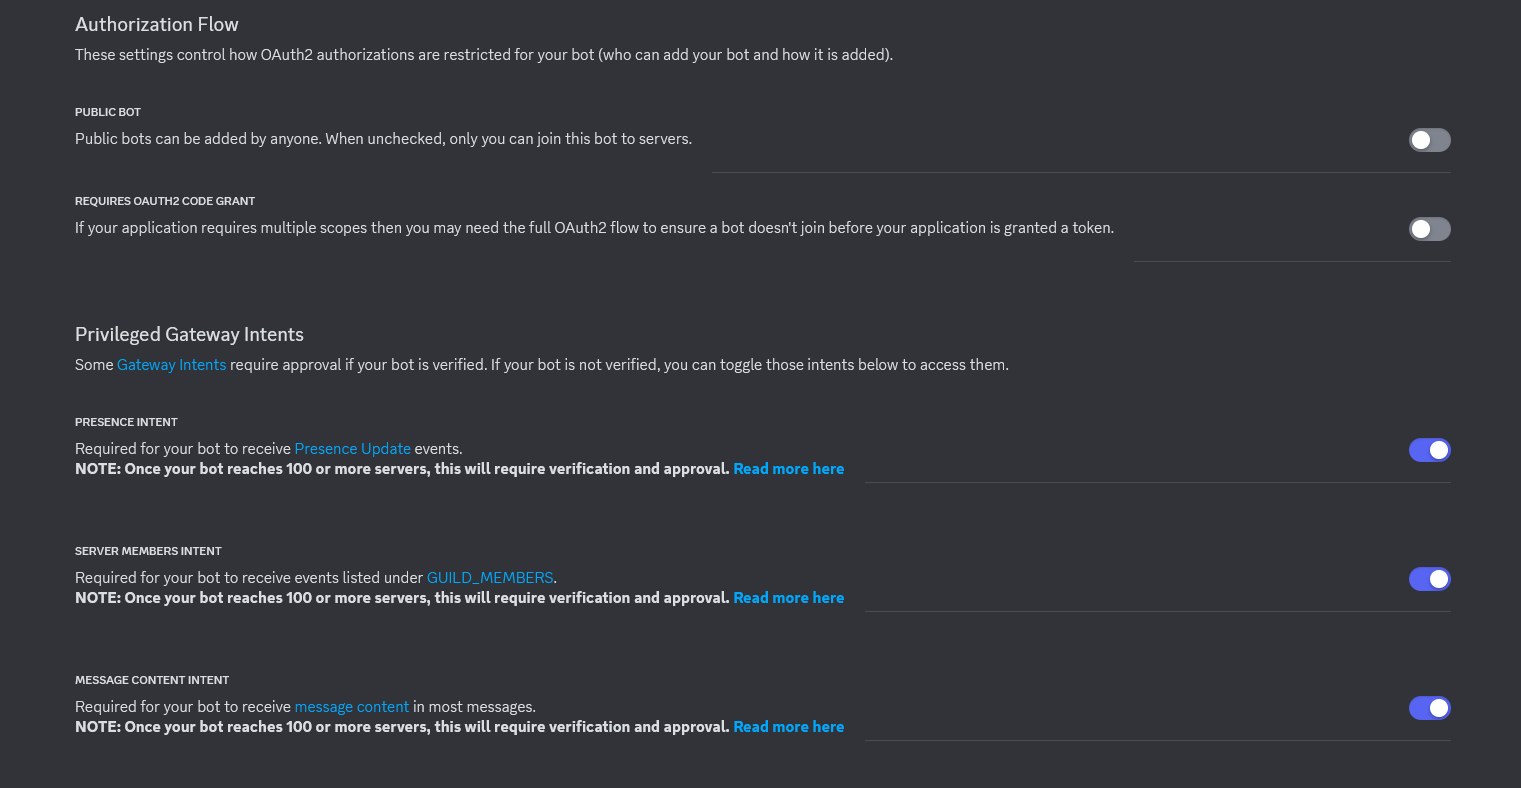 Authorization Flow
These settings control how OAuth2 authorizations are restricted for your bot (who can add your bot and how it is added).
PUBLIC BOT
Public bots can be added by anyone. When unchecked, only you can join this bot to servers.
REQUIRES OAUTH2 CODE GRANT
If your application requires multiple scopes then you may need the full OAuth2 flow to ensure a bot doesn't join before your application is granted a token.
Privileged Gateway Intents
Some Gateway Intents require approval if your bot is verified. If your bot is not verified, you can toggle those intents below to access them.
PRESENCE INTENT
Required for your bot to receive Presence Update events.
NOTE: Once your bot reaches 100 or more servers, this will require verification and approval. Read more here
SERVER MEMBERS INTENT
Required for your bot to receive events listed under GUILD_MEMBERS.
NOTE: Once your bot reaches 100 or more servers, this will require verification and approval. Read more here
MESSAGE CONTENT INTENT
Required for your bot to receive message content in most messages.
NOTE: Once your bot reaches 100 or more servers, this will require verification and approval. Read more here